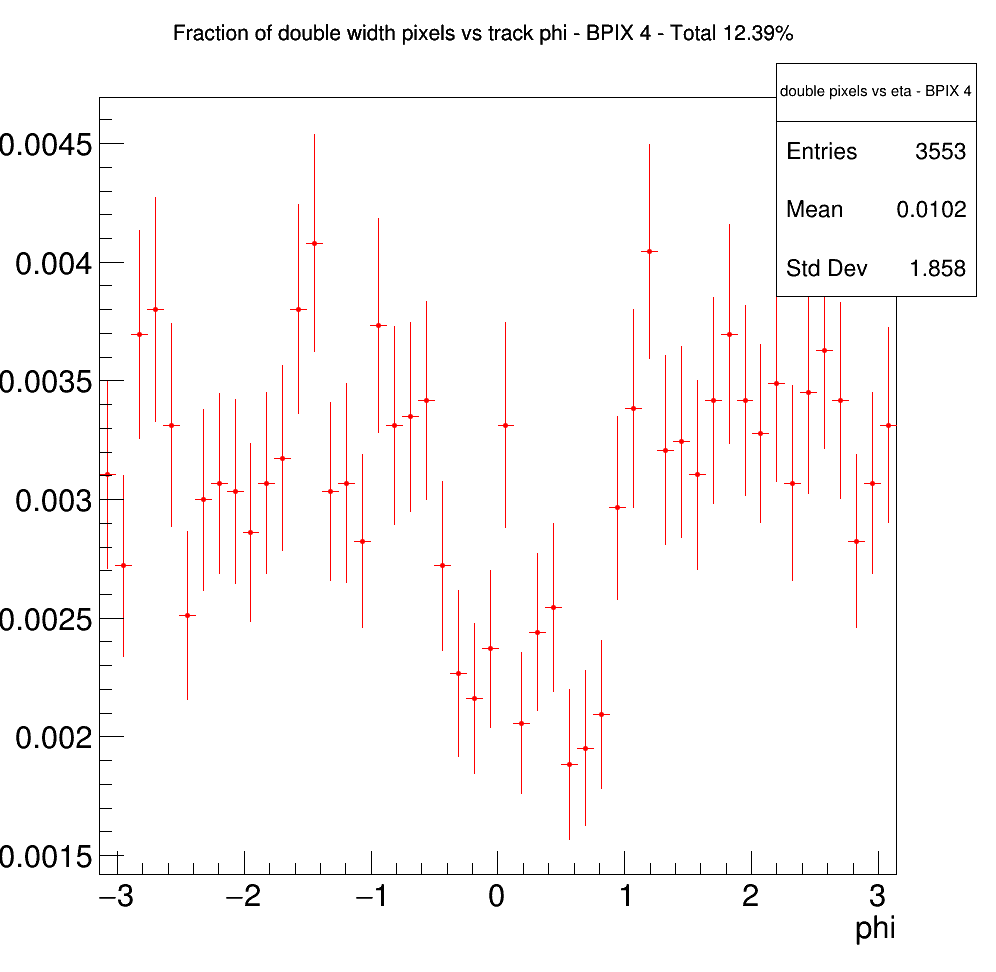 Fraction of double width pixels vs track phi - BPIX 4 - Total 12.39%
double pixels vs eta - BPIX 4
Entries 3553
Mean 0.0102
Std Dev 1.858
0.0045
0.004
0.0035
0.003
0.0025
0.002
0.0015
−3 −2 −1 0 1 2 3
phi